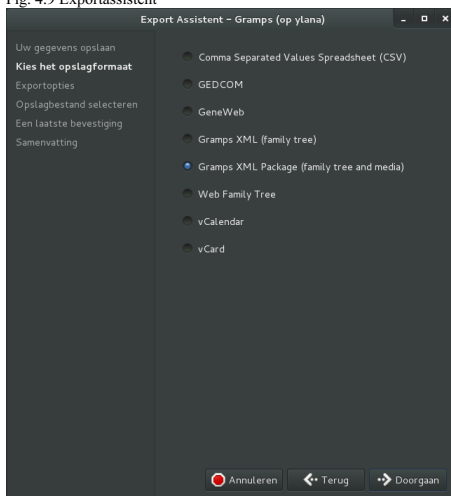 Fig. 4.9 Exportassistent
Export Assistent – Gramps (op ylana)
Uw gegevens opslaan
Kies het opslagformaat
Exportopties
Opslagbestand selecteren
Een laatste bevestiging
Samenvatting
Comma Separated Values Spreadsheet (CSV)
GEDCOM
GeneWeb
Gramps XML (family tree)
Gramps XML Package (family tree and media)
Web Family Tree
vCalendar
vCard
Annuleren
Terug
Doorgaan